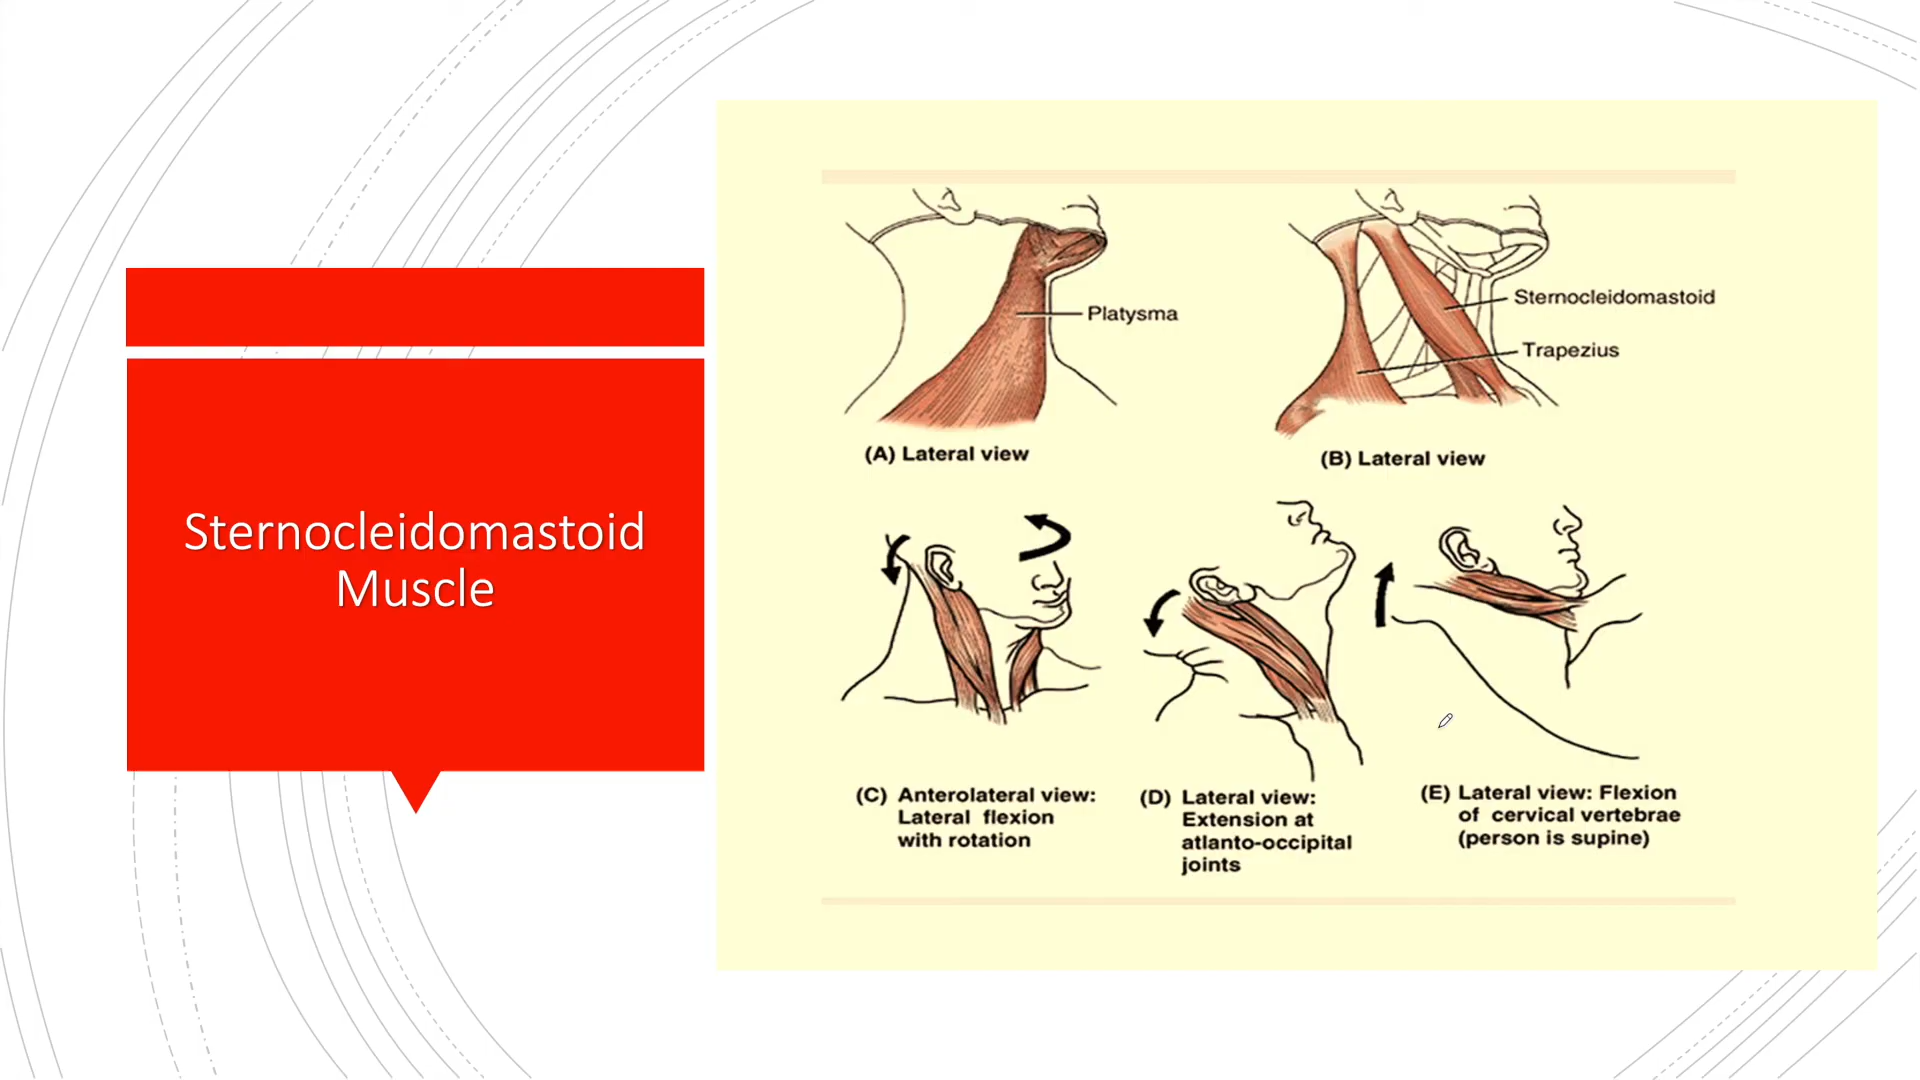 Sternocleidomastoid
Muscle
Platysma
Sternocleidomastoid
Trapezius
(A) Lateral view
(B) Lateral view
(C) Anterolateral view:
Lateral flexion
with rotation
(D) Lateral view:
Extension at
atlanto-occipital
joints
(E) Lateral view: Flexion
of cervical vertebrae
(person is supine)